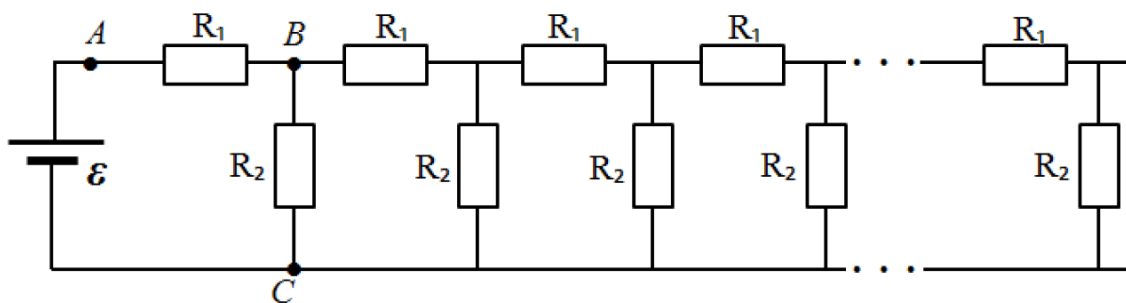 A R₁ B R₁ R₁ R₁ . . . R₁
ε R₂ R₂ R₂ R₂ . . . R₂
C